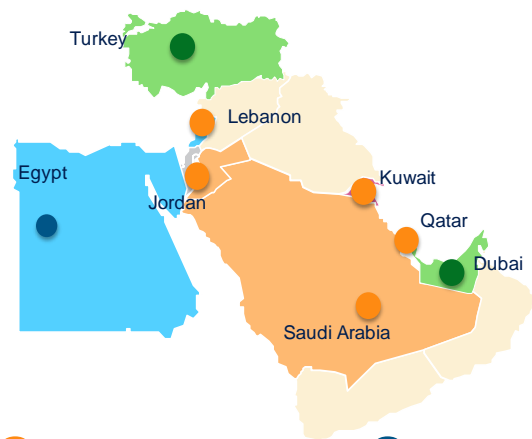 Turkey
Lebanon
Egypt
Kuwait
Jordan
Qatar
Dubai
Saudi Arabia